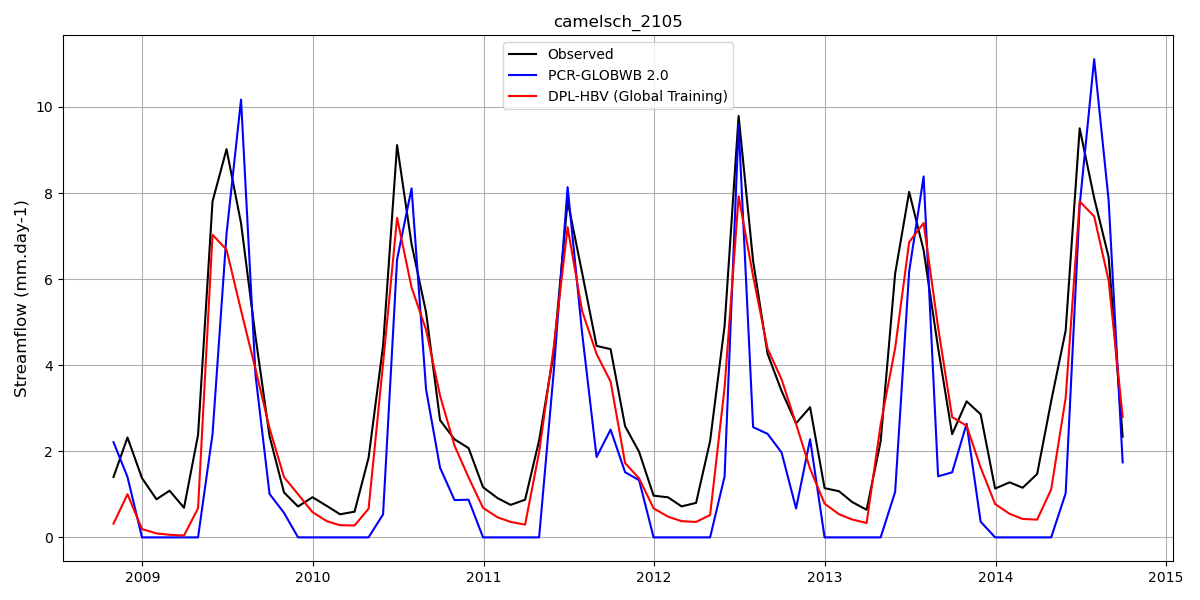 camelsch_2105
Observed
PCR-GLOBWB 2.0
DPL-HBV (Global Training)
Streamflow (mm.day-1)
10
8
6
4
2
0
2009 2010 2011 2012 2013 2014 2015